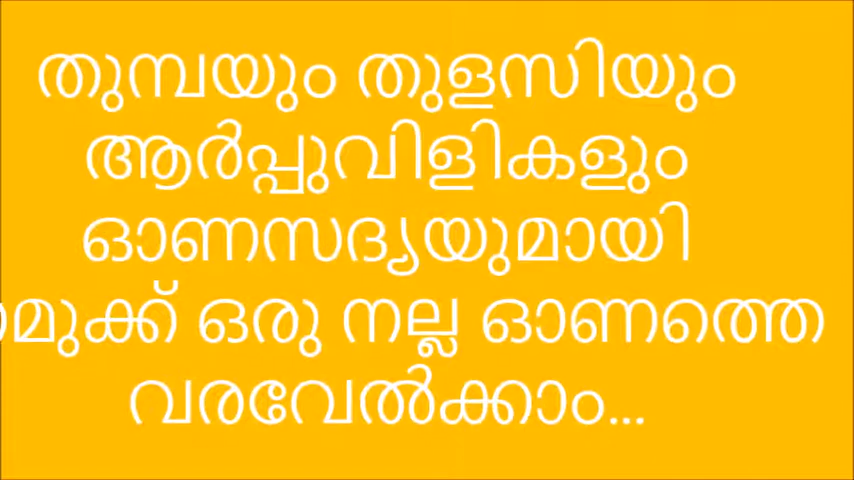 തുമ്പയും തുളസിയും
ആർപ്പുവിളികളും
ഓണസദ്യയുമായി
ഒരു നല്ല ഓണത്തെ
വരവേൽക്കാം...